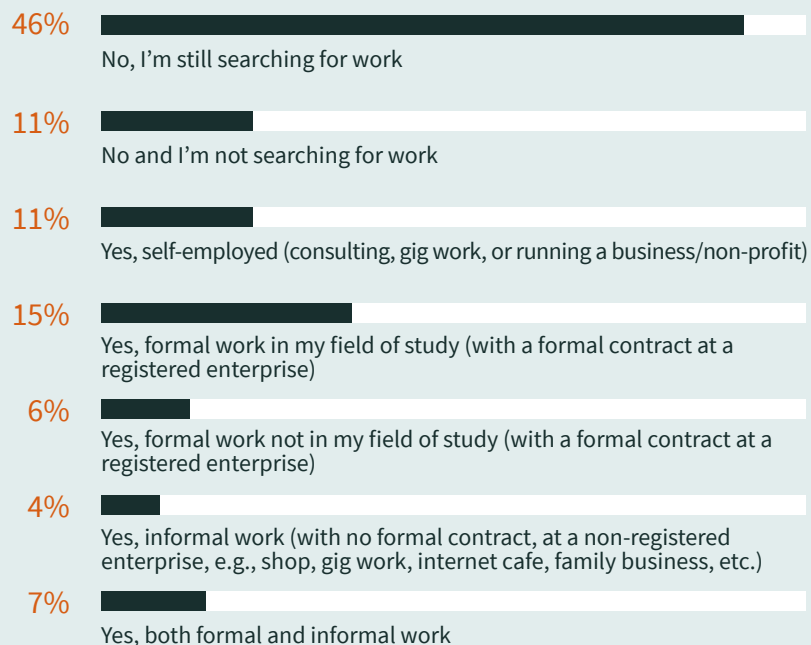 46%
No, I’m still searching for work
11%
No and I’m not searching for work
11%
Yes, self-employed (consulting, gig work, or running a business/non-profit)
15%
Yes, formal work in my field of study (with a formal contract at a
registered enterprise)
6%
Yes, formal work not in my field of study (with a formal contract at a
registered enterprise)
4%
Yes, informal work (with no formal contract, at a non-registered
enterprise, e.g., shop, gig work, internet cafe, family business, etc.)
7%
Yes, both formal and informal work